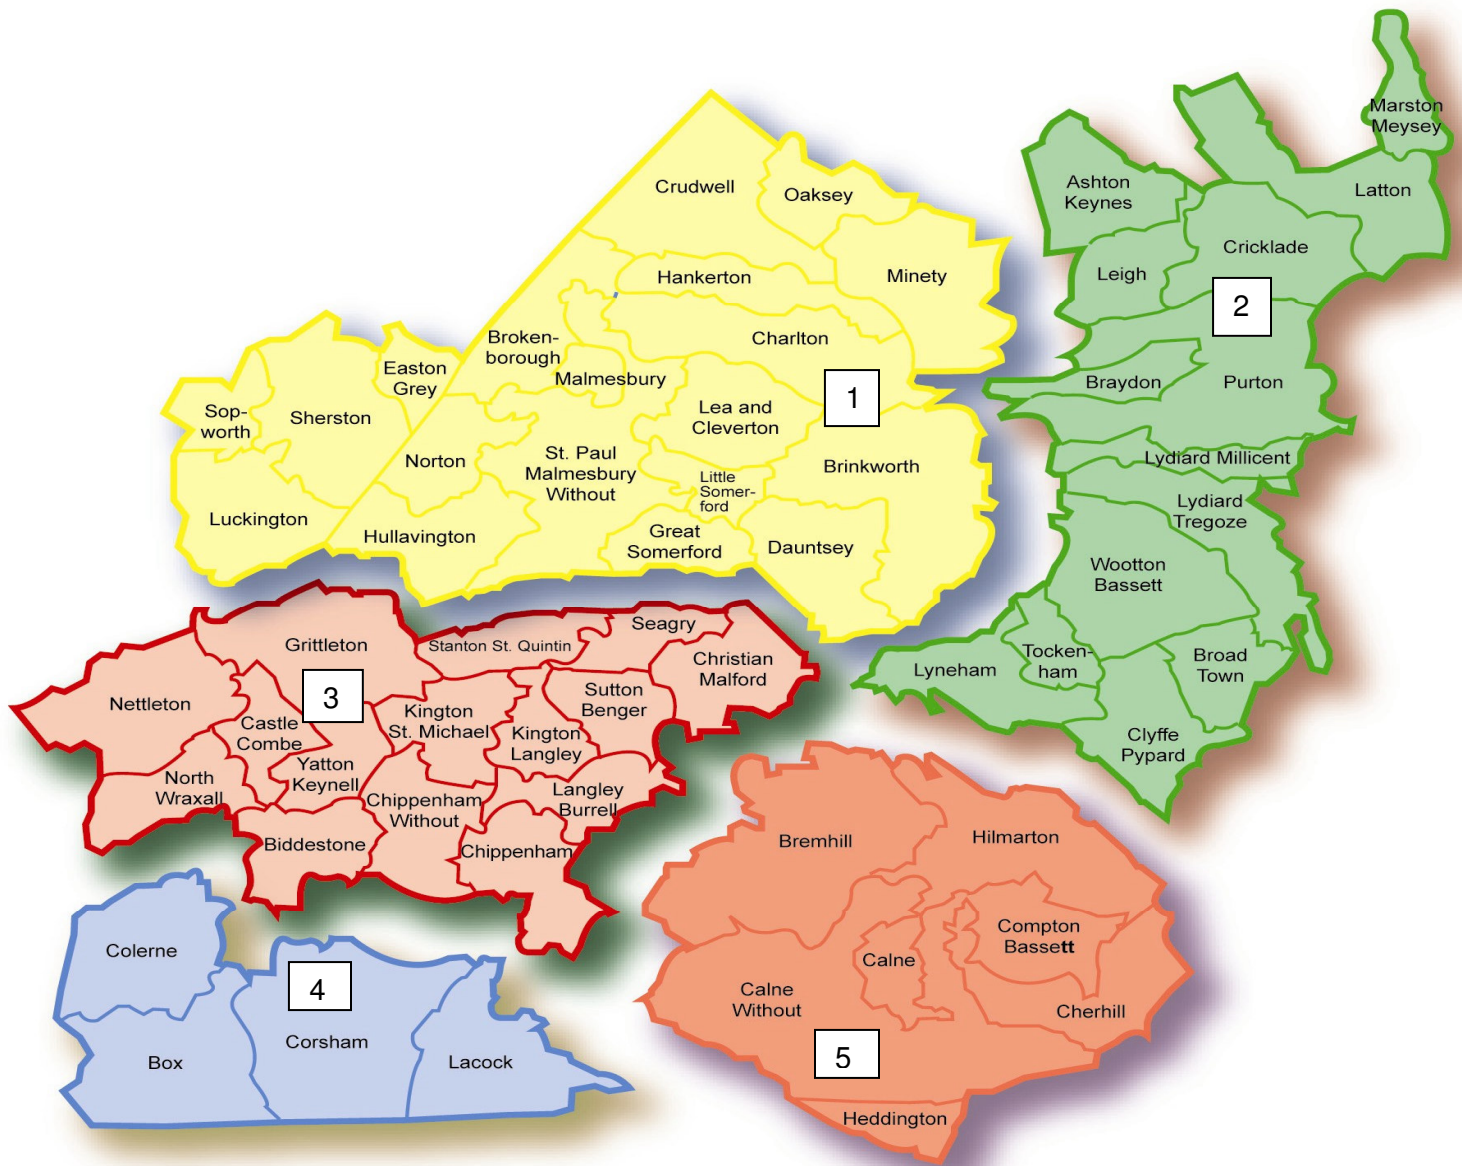 Crudwell
Oaksey
Hankerton
Minety
Broken-
borough
Charlton
Malmesbury
Easton
Grey
Sop-
worth
Sherston
Lea and
Cleverton
1
Norton
St. Paul
Malmesbury
Without
Little
Somer-
ford
Brinkworth
Luckington
Hullavington
Great
Somerford
Dauntsey
Marston
Meysey
Ashton
Keynes
Latton
Leigh
Cricklade
2
Braydon
Purton
Lydiard Millicent
Lydiard
Tregoze
Wootton
Bassett
Lyneham
Tocken-
ham
Broad
Town
Clyffe
Pypard
Grittleton
Stanton St. Quintin
Seagry
Christian
Malford
3
Nettleton
Castle
Combe
Kington
St. Michael
Sutton
Benger
Kington
Langley
North
Wraxall
Yatton
Keynell
Chippenham
Without
Langley
Burrell
Biddestone
Chippenham
Colerne
4
Corsham
Box
Lacock
Bremhill
Hilmarton
Compton
Bassett
Calne
Calne
Without
Cherhill
5
Heddington